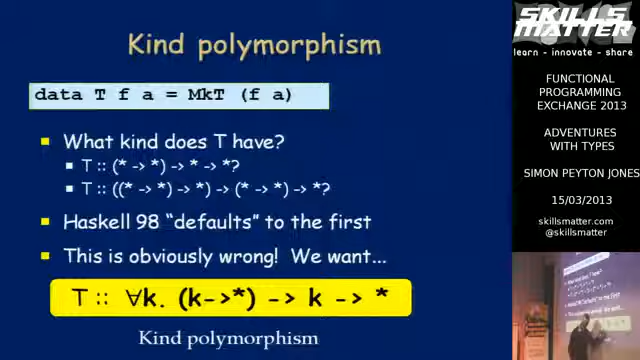 Kind polymorphism
data T f a = MkT (f a)
What kind does T have?
T :: (* -> *) -> * -> *?
T :: ((* -> *) -> *) -> (* -> *) -> *?
Haskell 98 “defaults” to the first
This is obviously wrong! We want...
T :: ∀k. (k->*) -> k -> *
Kind polymorphism
SKILLS
MATTER
learn - innovate - share
FUNCTIONAL
PROGRAMMING
EXCHANGE 2013
ADVENTURES
WITH TYPES
SIMON PEYTON JONES
15/03/2013
skillsmatter.com
@skillsmatter